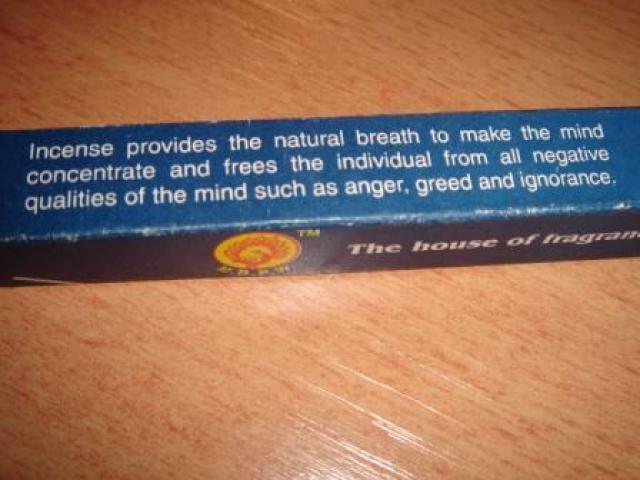 Incense provides the natural breath to make the mind
concentrate and frees the individual from all negative
qualities of the mind such as anger, greed and ignorance.
TM
The house of